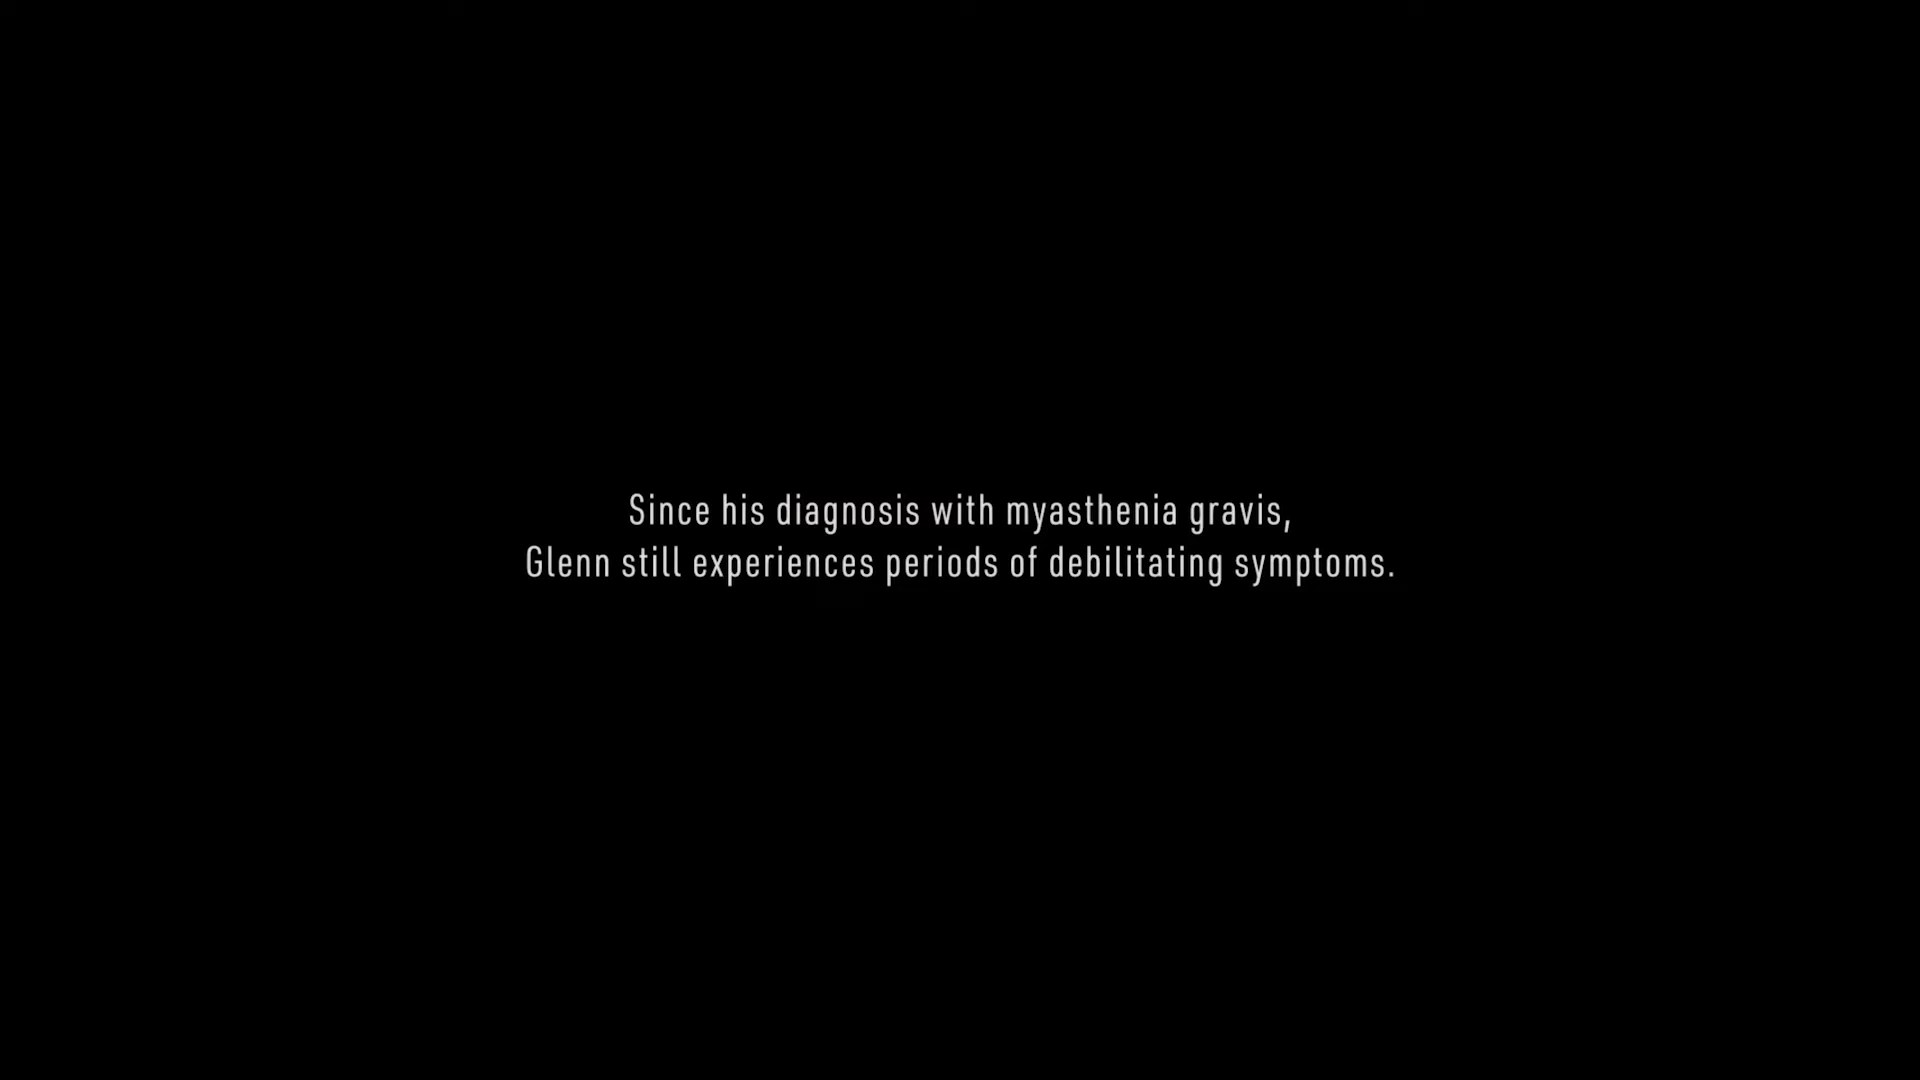 Since his diagnosis with myasthenia gravis,
Glenn still experiences periods of debilitating symptoms.